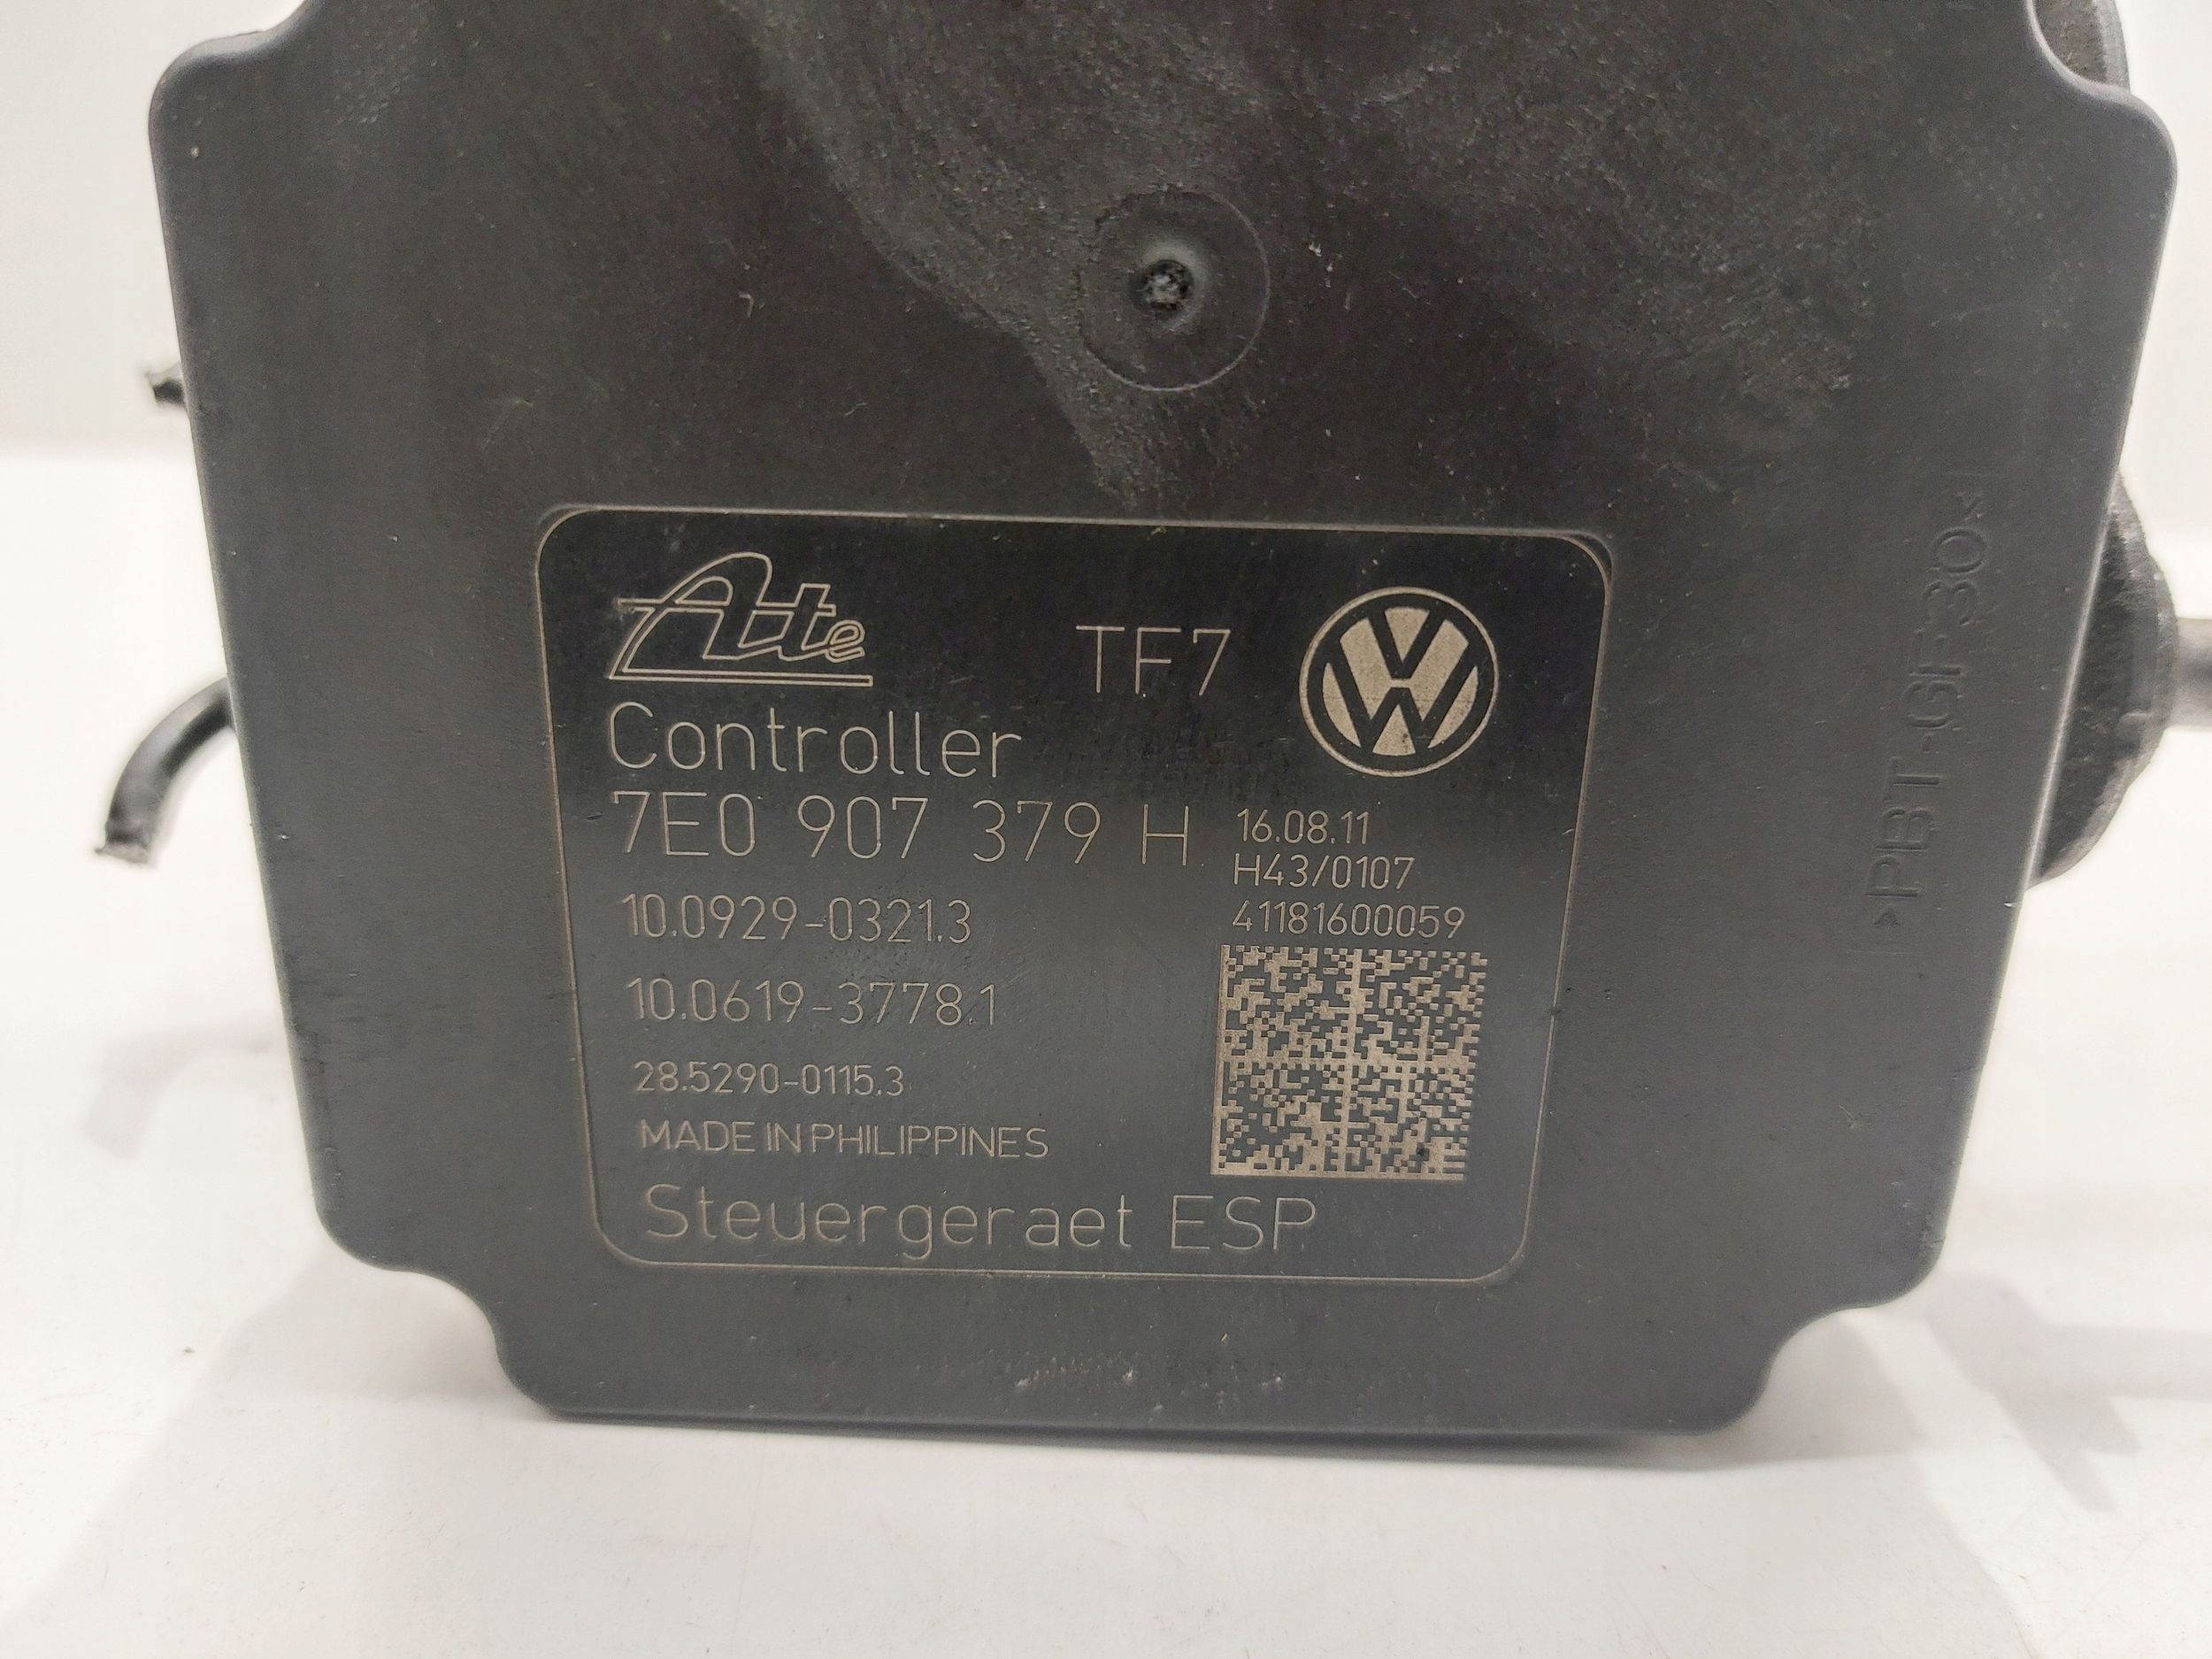 Ate TF7 VW
Controller
7E0 907 379 H
16.08.11
H43/0107
41181600059
10.0929-0321.3
10.0619-3778.1
28.5290-0115.3
MADE IN PHILIPPINES
Steuergeraet ESP
>PBT-GF30<